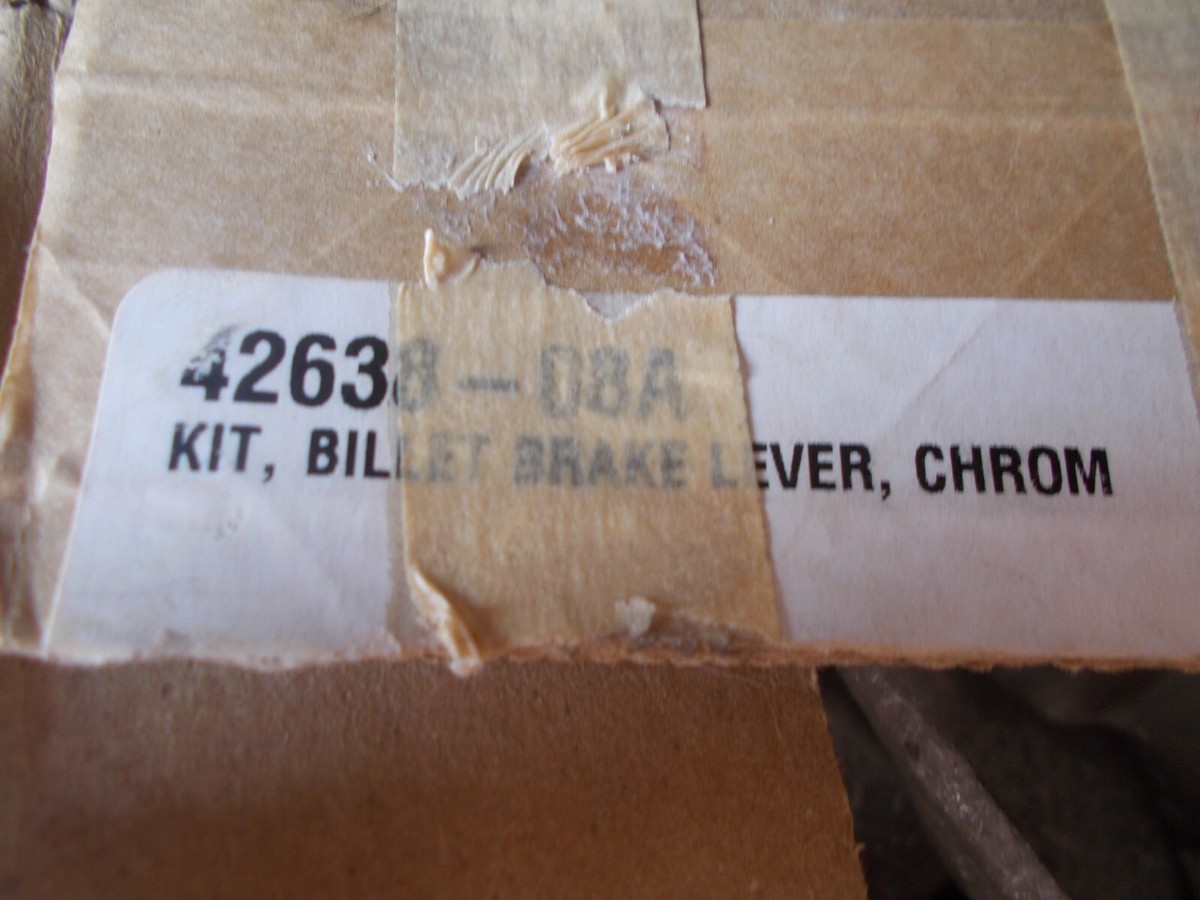 42638-08A
KIT, BILLET BRAKE LEVER, CHROM